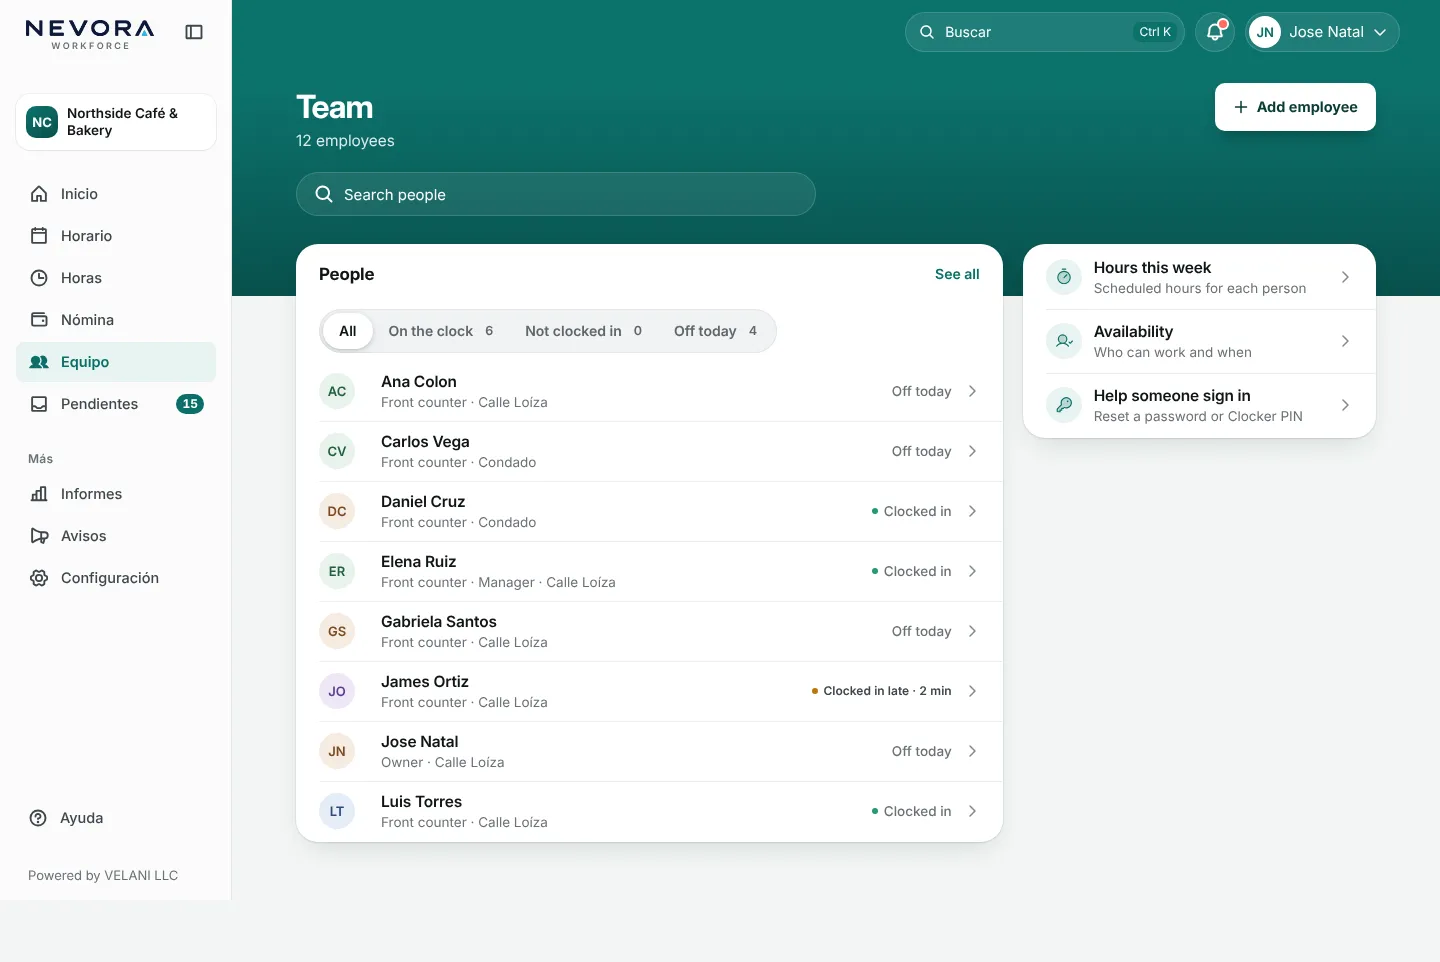 NEVORA
WORKFORCE
Buscar
Ctrl K
JN
Jose Natal
NC
Northside Café &
Bakery
Inicio
Horario
Horas
Nómina
Equipo
Pendientes
15
Más
Informes
Avisos
Configuración
Ayuda
Powered by VELANI LLC
Team
12 employees
Add employee
Search people
People
See all
All
On the clock 6
Not clocked in 0
Off today 4
AC
Ana Colon
Front counter · Calle Loíza
Off today
CV
Carlos Vega
Front counter · Condado
Off today
DC
Daniel Cruz
Front counter · Condado
Clocked in
ER
Elena Ruiz
Front counter · Manager · Calle Loíza
Clocked in
GS
Gabriela Santos
Front counter · Calle Loíza
Off today
JO
James Ortiz
Front counter · Calle Loíza
Clocked in late · 2 min
JN
Jose Natal
Owner · Calle Loíza
Off today
LT
Luis Torres
Front counter · Calle Loíza
Clocked in
Hours this week
Scheduled hours for each person
Availability
Who can work and when
Help someone sign in
Reset a password or Clocker PIN